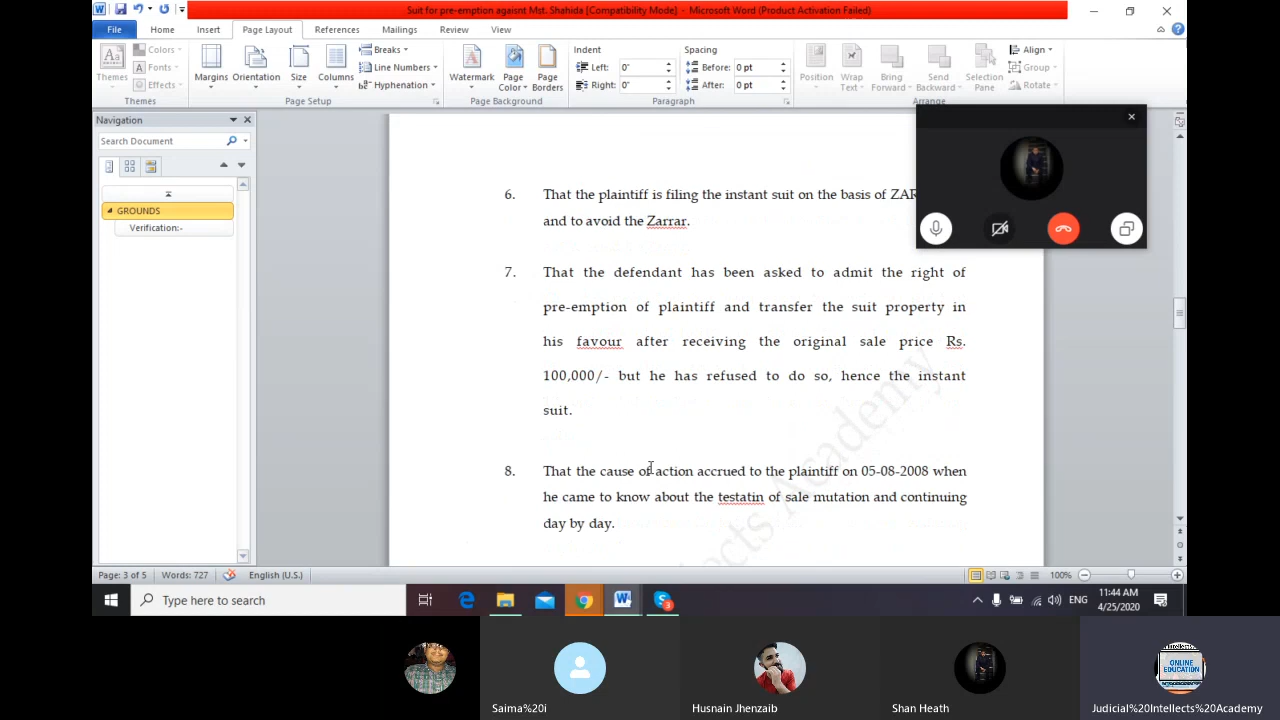 Suit for pre-emption agaisnt Mst. Shahida [Compatibility Mode] - Microsoft Word (Product Activation Failed)
File Home Insert Page Layout References Mailings Review View
Themes
Colors
Fonts
Effects
Themes
Margins
Orientation
Size
Columns
Breaks
Line Numbers
Hyphenation
Page Setup
Watermark
Page Color
Page Borders
Page Background
Indent
Left: 0"
Right: 0"
Spacing
Before: 0 pt
After: 0 pt
Paragraph
Position
Wrap Text
Bring Forward
Send Backward
Selection Pane
Align
Group
Rotate
Arrange
Navigation
Search Document
GROUNDS
Verification:-
6. That the plaintiff is filing the instant suit on the basis of
and to avoid the Zarrar.
7. That the defendant has been asked to admit the right of
pre-emption of plaintiff and transfer the suit property in
his favour after receiving the original sale price Rs.
100,000/- but he has refused to do so, hence the instant
suit.
8. That the cause of action accrued to the plaintiff on 05-08-2008 when
he came to know about the testatin of sale mutation and continuing
day by day.
ects Academy
Page: 3 of 5 Words: 727 English (U.S.) 100%
Type here to search
ENG
11:44 AM
4/25/2020
3
ONLINE
EDUCATION
Saima%20i
Husnain Jhenzaib
Shan Heath
Judicial%20Intellects%20Academy